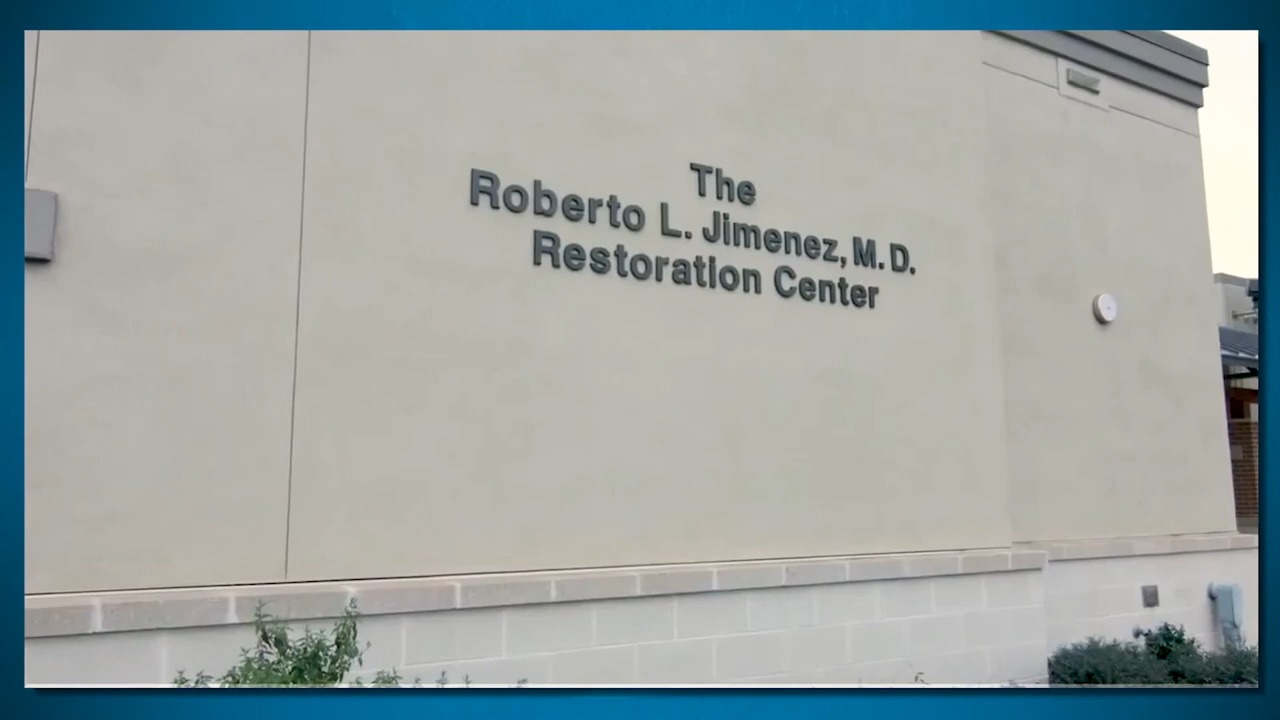 The
Roberto L. Jimenez, M.D.
Restoration Center